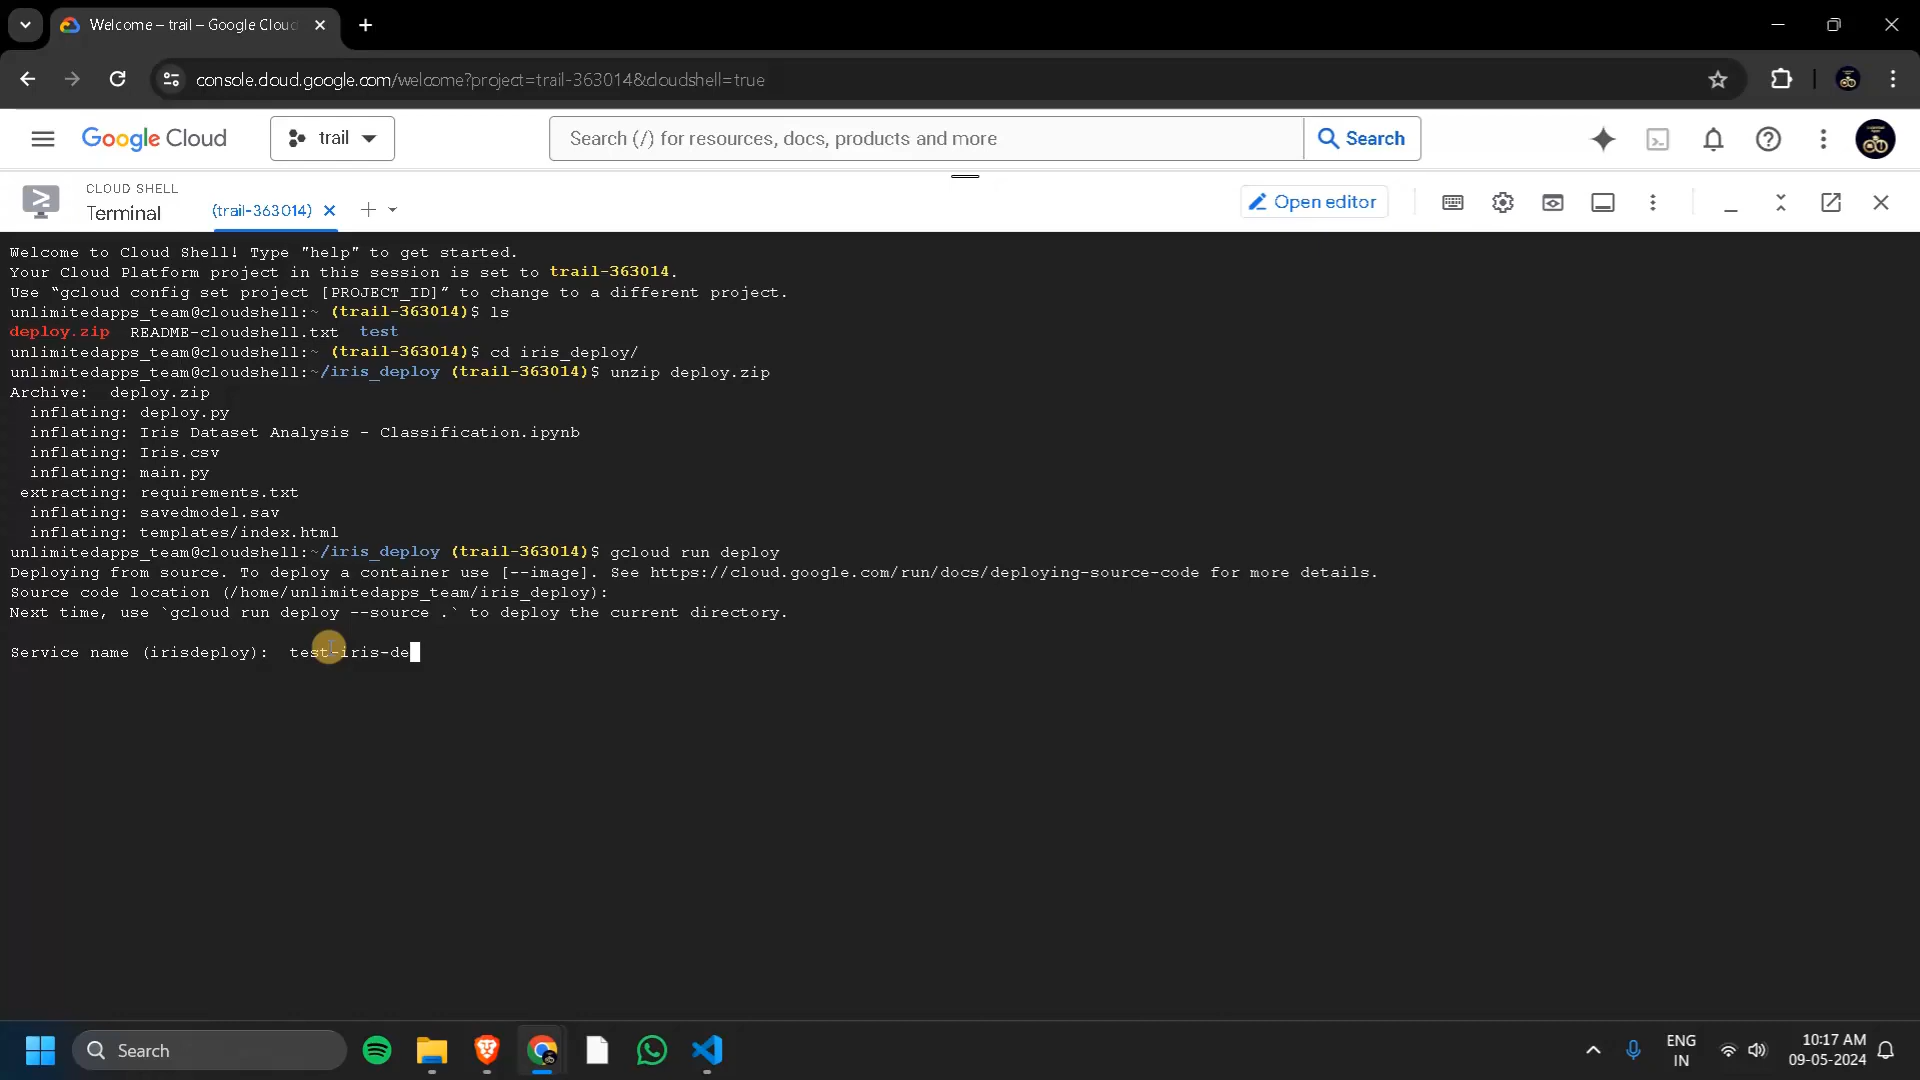 Welcome – trail – Google Cloud
console.cloud.google.com/welcome?project=trail-363014&cloudshell=true
Google Cloud
trail
Search (/) for resources, docs, products and more
Search
CLOUD SHELL
Terminal
(trail-363014)
Open editor
Welcome to Cloud Shell! Type "help" to get started.
Your Cloud Platform project in this session is set to trail-363014.
Use “gcloud config set project [PROJECT_ID]” to change to a different project.
unlimitedapps_team@cloudshell:~ (trail-363014)$ ls
deploy.zip  README-cloudshell.txt  test
unlimitedapps_team@cloudshell:~ (trail-363014)$ cd iris_deploy/
unlimitedapps_team@cloudshell:~/iris_deploy (trail-363014)$ unzip deploy.zip
Archive:  deploy.zip
  inflating: deploy.py
  inflating: Iris Dataset Analysis - Classification.ipynb
  inflating: Iris.csv
  inflating: main.py
 extracting: requirements.txt
  inflating: savedmodel.sav
  inflating: templates/index.html
unlimitedapps_team@cloudshell:~/iris_deploy (trail-363014)$ gcloud run deploy
Deploying from source. To deploy a container use [--image]. See https://cloud.google.com/run/docs/deploying-source-code for more details.
Source code location (/home/unlimitedapps_team/iris_deploy):
Next time, use `gcloud run deploy --source .` to deploy the current directory.
Service name (irisdeploy):  test-iris-de
Search
ENG
IN
10:17 AM
09-05-2024